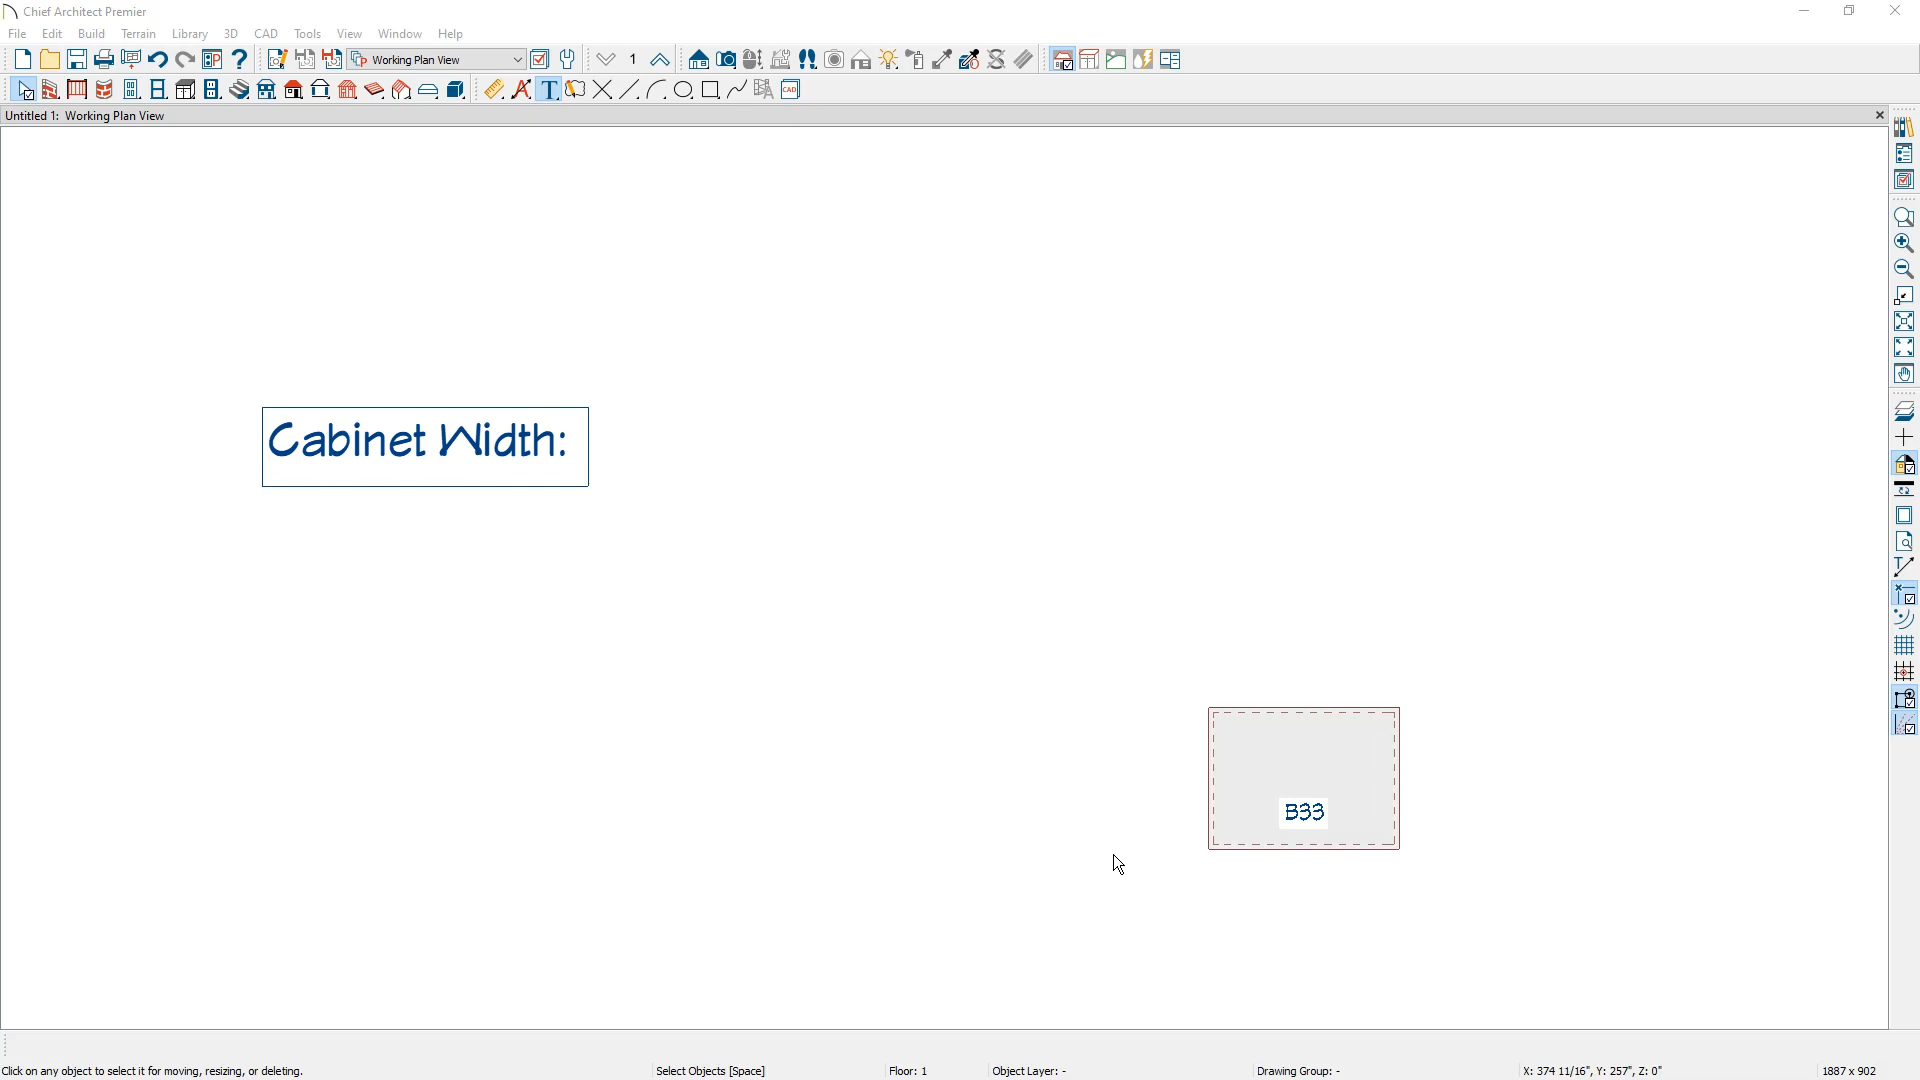 Chief Architect Premier
File Edit Build Terrain Library 3D CAD Tools View Window Help
Working Plan View 1
T CAD
Untitled 1: Working Plan View
Cabinet Width:
B33
Click on any object to select it for moving, resizing, or deleting. Select Objects [Space] Floor: 1 Object Layer: - Drawing Group: - X: 374 11/16", Y: 257", Z: 0" 1887 x 902